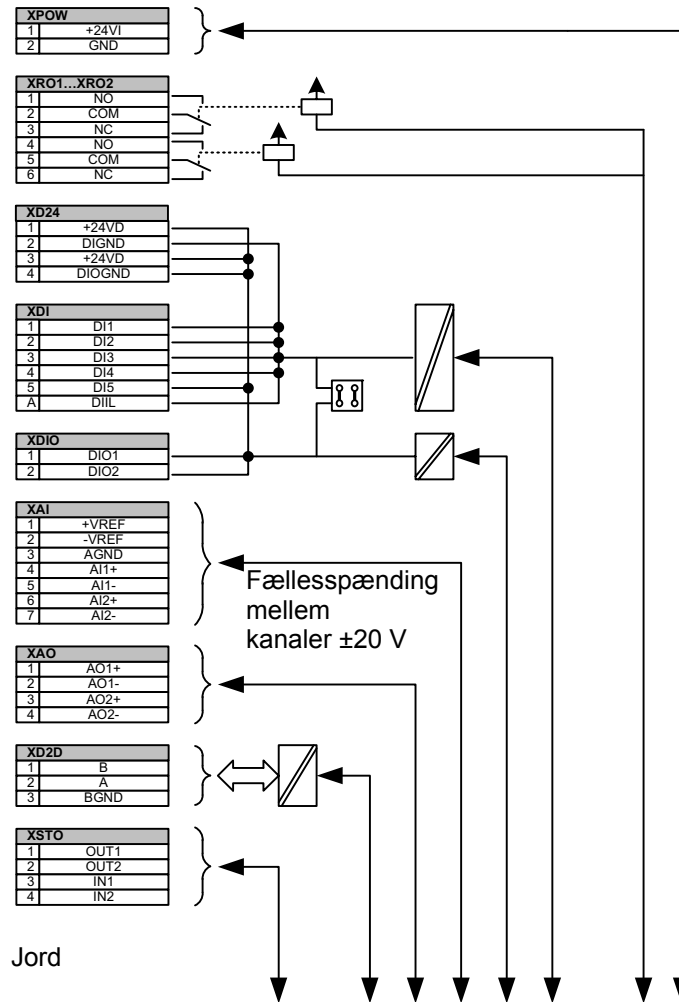 XPOW
1 +24VI
2 GND
XRO1…XRO2
1 NO
2 COM
3 NC
4 NO
5 COM
6 NC
XD24
1 +24VD
2 DIGND
3 +24VD
4 DIOGND
XDI
1 DI1
2 DI2
3 DI3
4 DI4
5 DI5
A DIIL
XDIO
1 DIO1
2 DIO2
XAI
1 +VREF
2 -VREF
3 AGND
4 AI1+
5 AI1-
6 AI2+
7 AI2-
Fællesspænding
mellem
kanaler ±20 V
XAO
1 AO1+
2 AO1-
3 AO2+
4 AO2-
XD2D
1 B
2 A
3 BGND
XSTO
1 OUT1
2 OUT2
3 IN1
4 IN2
Jord